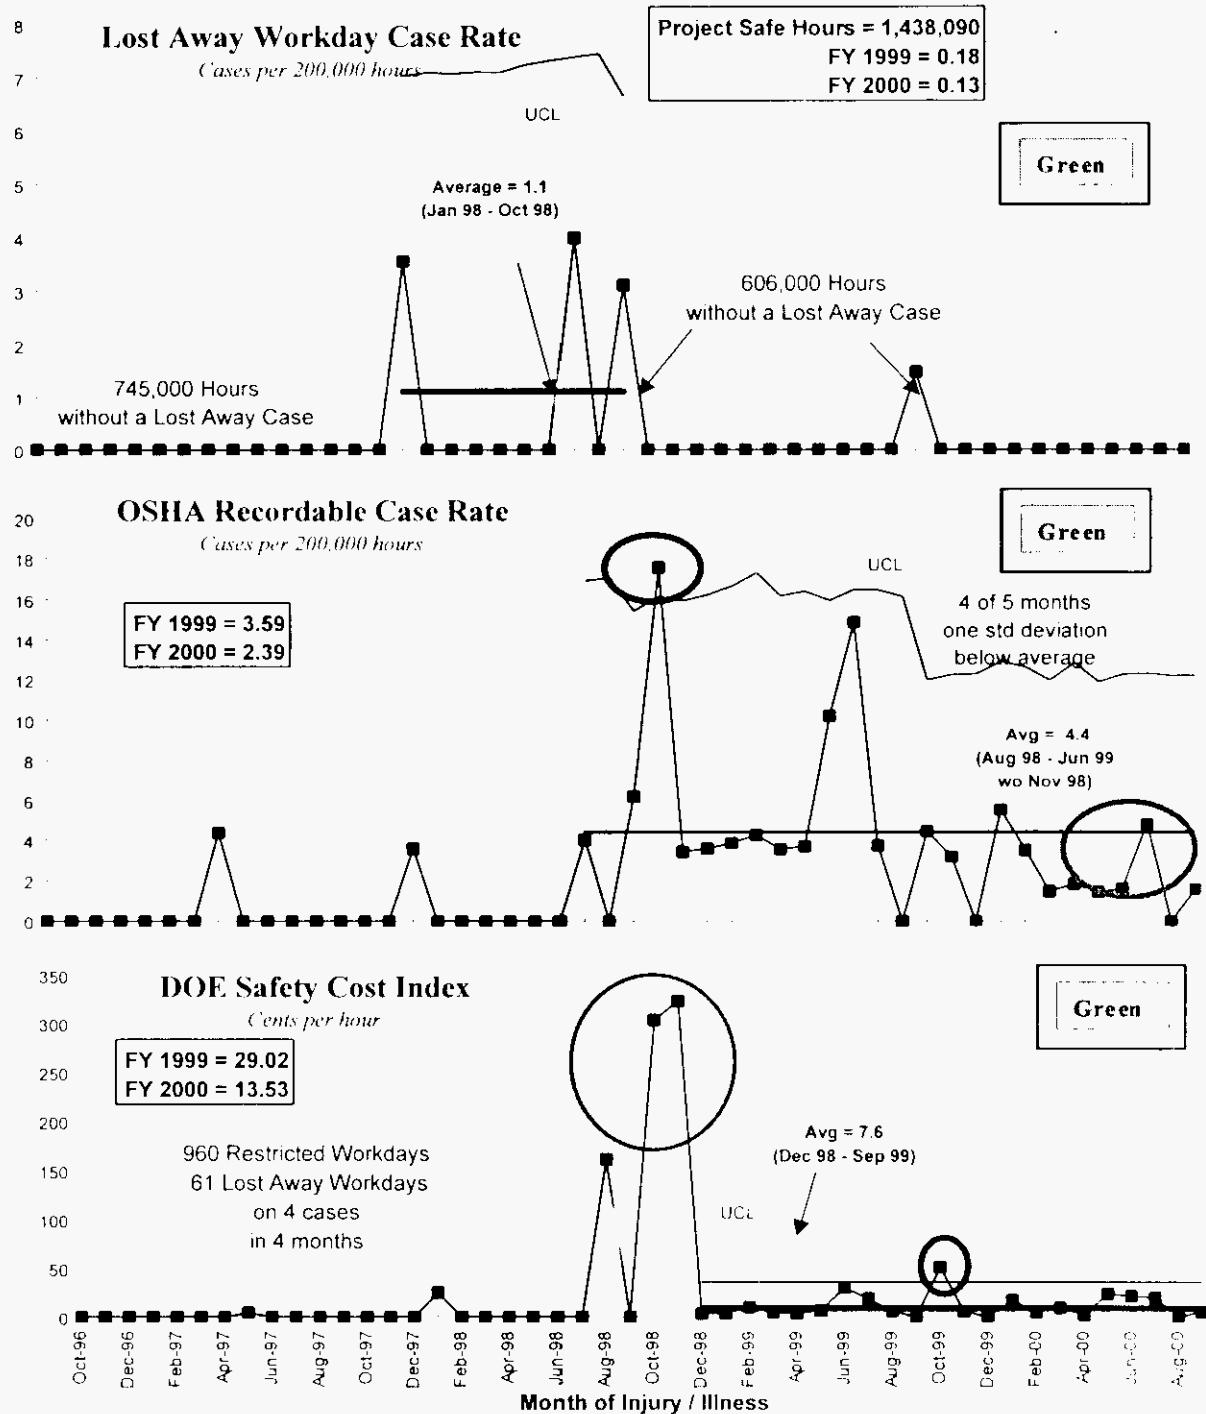 Lost Away Workday Case Rate
Cases per 200,000 hours
Project Safe Hours = 1,438,090
FY 1999 = 0.18
FY 2000 = 0.13
Green
UCL
Average = 1.1
(Jan 98 - Oct 98)
606,000 Hours
without a Lost Away Case
745,000 Hours
without a Lost Away Case
8
7
6
5
4
3
2
1
0
OSHA Recordable Case Rate
Cases per 200,000 hours
Green
FY 1999 = 3.59
FY 2000 = 2.39
UCL
4 of 5 months
one std deviation
below average
Avg = 4.4
(Aug 98 - Jun 99
wo Nov 98)
20
18
16
14
12
10
8
6
4
2
0
DOE Safety Cost Index
Cents per hour
Green
FY 1999 = 29.02
FY 2000 = 13.53
960 Restricted Workdays
61 Lost Away Workdays
on 4 cases
in 4 months
Avg = 7.6
(Dec 98 - Sep 99)
UCL
350
300
250
200
150
100
50
0
Oct-96
Dec-96
Feb-97
Apr-97
Jun-97
Aug-97
Oct-97
Dec-97
Feb-98
Apr-98
Jun-98
Aug-98
Oct-98
Dec-98
Feb-99
Apr-99
Jun-99
Aug-99
Oct-99
Dec-99
Feb-00
Apr-00
Jun-00
Aug-00
Month of Injury / Illness